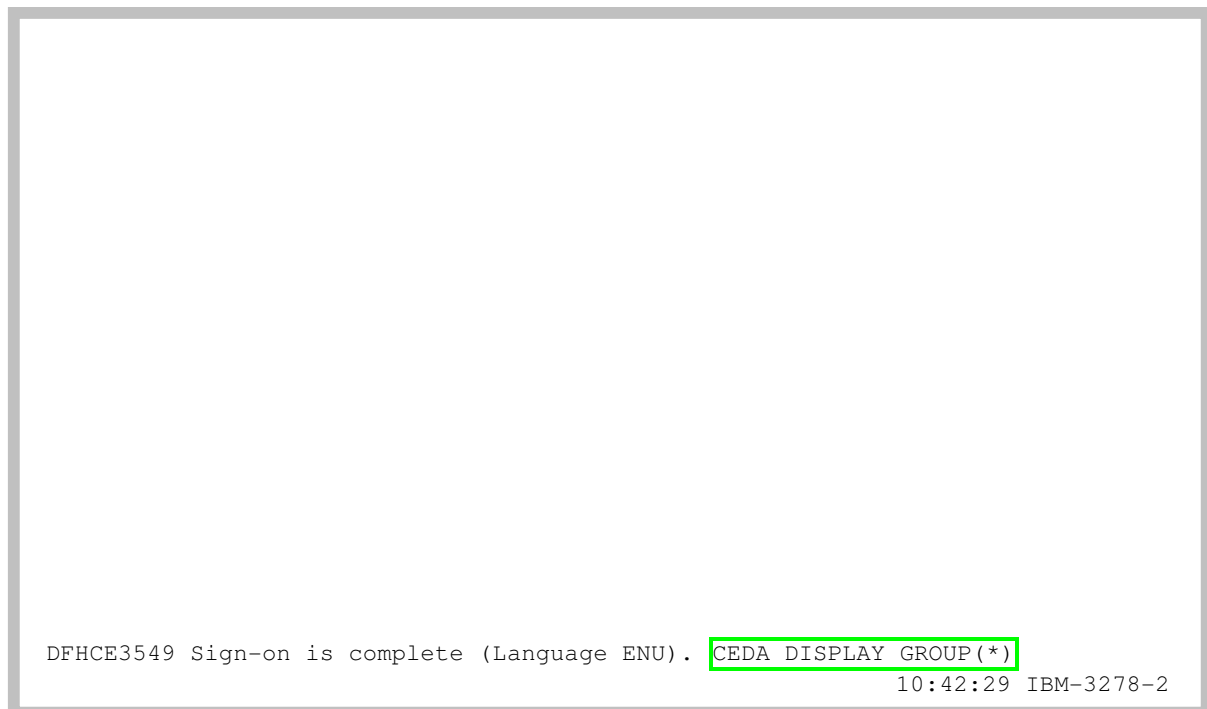 DFHCE3549 Sign-on is complete (Language ENU). CEDA DISPLAY GROUP(*)
10:42:29 IBM-3278-2